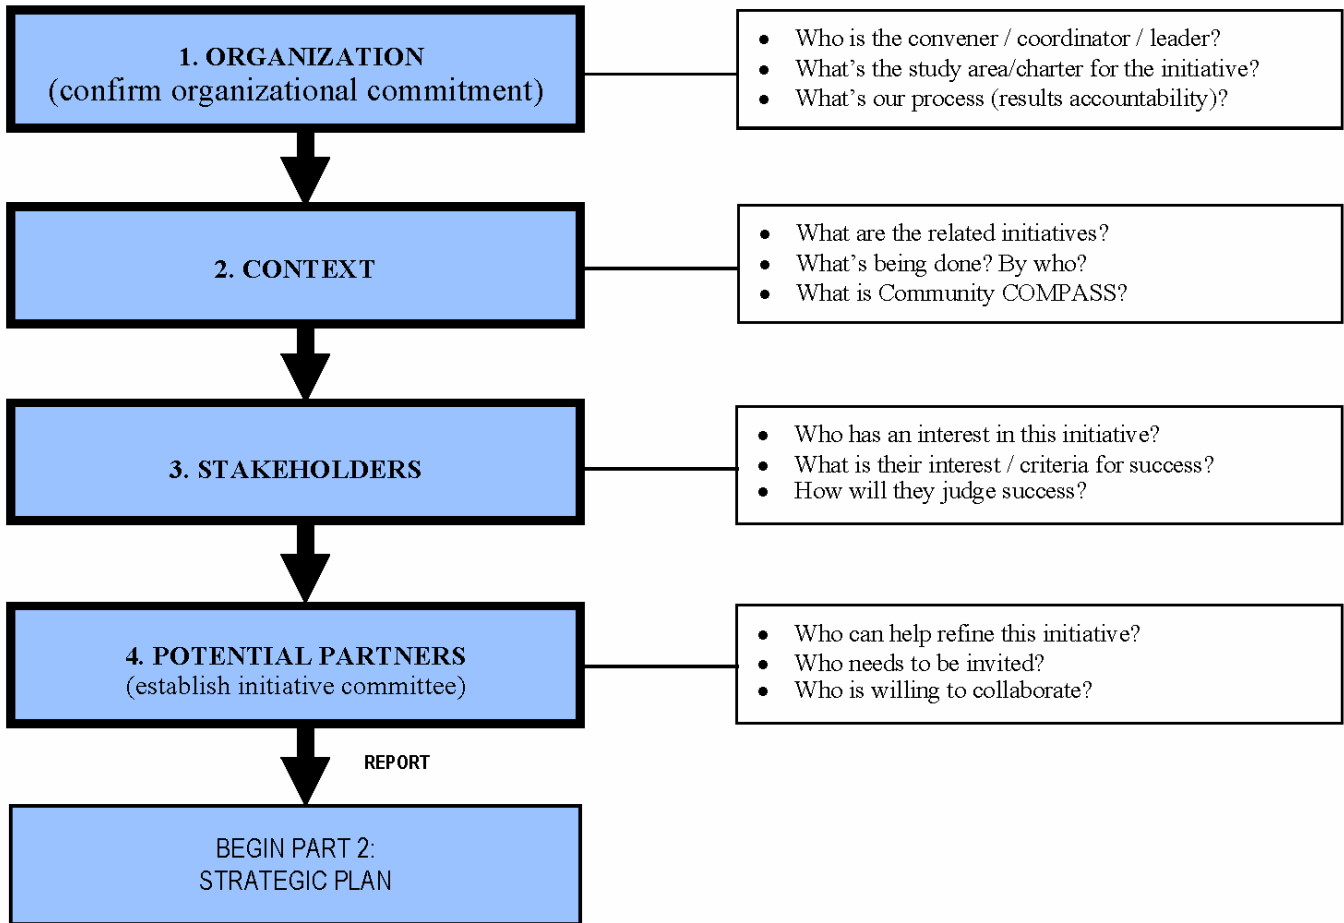 1. ORGANIZATION
(confirm organizational commitment)
• Who is the convener / coordinator / leader?
• What's the study area/charter for the initiative?
• What's our process (results accountability)?
2. CONTEXT
• What are the related initiatives?
• What's being done? By who?
• What is Community COMPASS?
3. STAKEHOLDERS
• Who has an interest in this initiative?
• What is their interest / criteria for success?
• How will they judge success?
4. POTENTIAL PARTNERS
(establish initiative committee)
• Who can help refine this initiative?
• Who needs to be invited?
• Who is willing to collaborate?
REPORT
BEGIN PART 2:
STRATEGIC PLAN